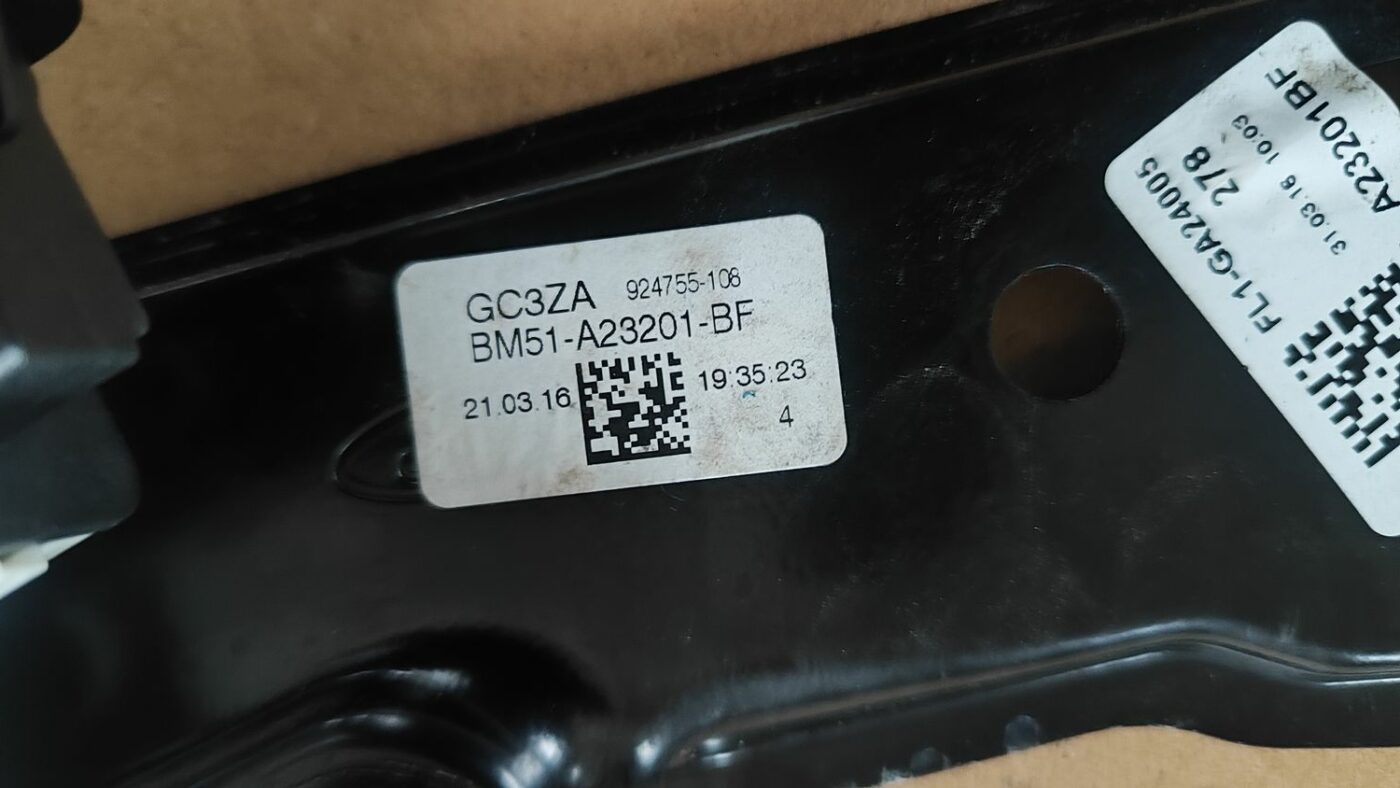 GC3ZA 924755-108
BM51-A23201-BF
21.03.16 19:35:23
4
A23201BF
31.03.16 10:03
278
FL1-GA24005